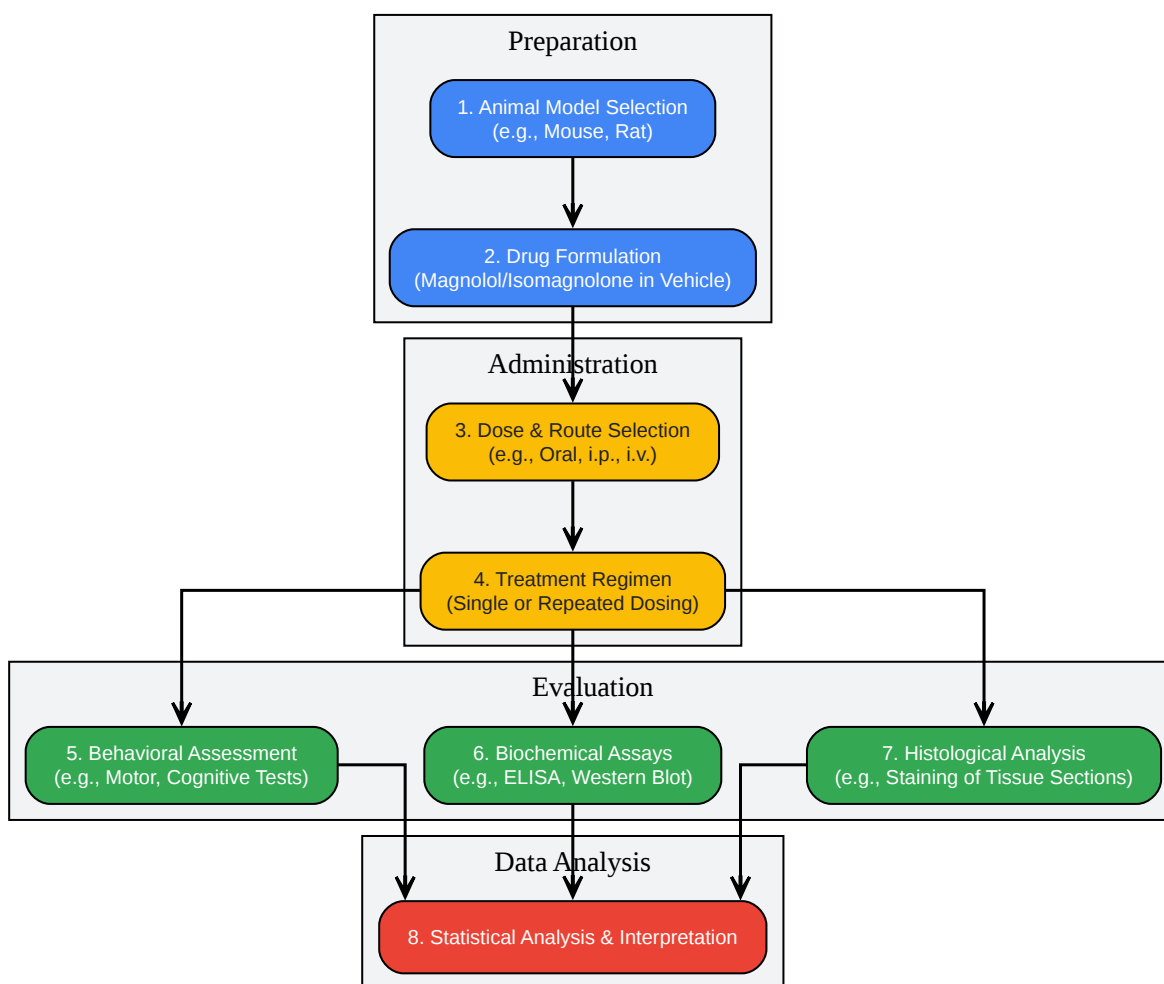 Preparation
1. Animal Model Selection
(e.g., Mouse, Rat)
2. Drug Formulation
(Magnolol/Isomagnolone in Vehicle)
Administration
3. Dose & Route Selection
(e.g., Oral, i.p., i.v.)
4. Treatment Regimen
(Single or Repeated Dosing)
Evaluation
5. Behavioral Assessment
(e.g., Motor, Cognitive Tests)
6. Biochemical Assays
(e.g., ELISA, Western Blot)
7. Histological Analysis
(e.g., Staining of Tissue Sections)
Data Analysis
8. Statistical Analysis & Interpretation